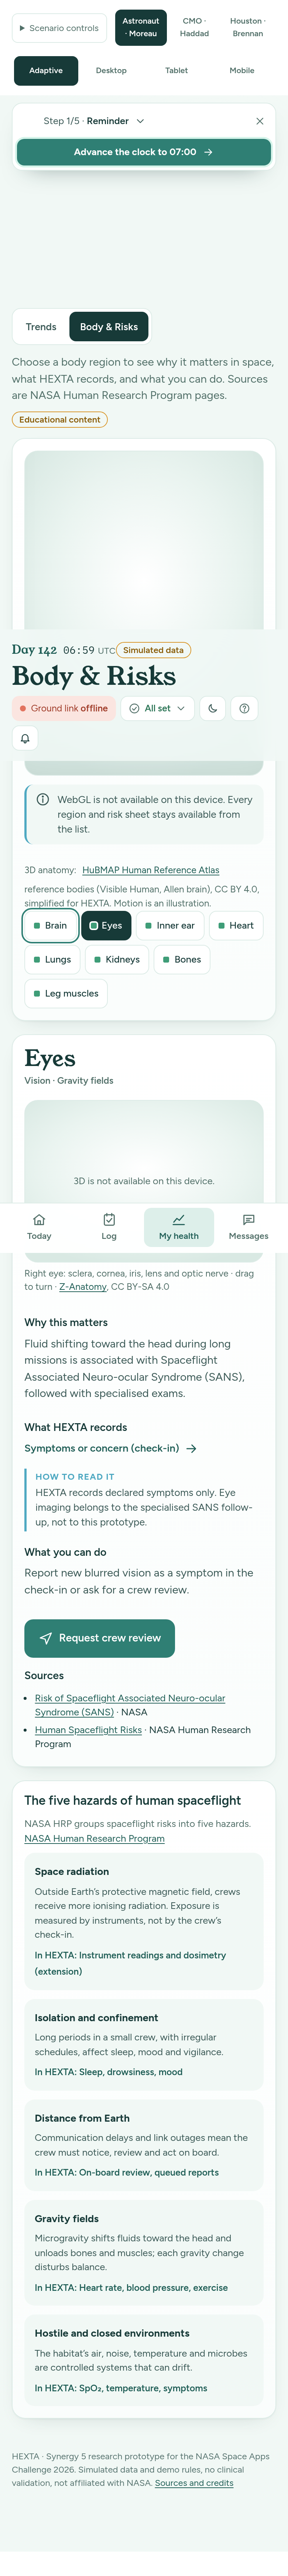 ▶ Scenario controls
Astronaut · Moreau
CMO · Haddad
Houston · Brennan
Adaptive
Desktop
Tablet
Mobile
Step 1/5 · Reminder
Advance the clock to 07:00 →
Trends
Body & Risks
Choose a body region to see why it matters in space,
what HEXTA records, and what you can do. Sources
are NASA Human Research Program pages.
Educational content
Day 142 06:59 UTC Simulated data
Body & Risks
Ground link offline
All set
WebGL is not available on this device. Every
region and risk sheet stays available from
the list.
3D anatomy: HuBMAP Human Reference Atlas
reference bodies (Visible Human, Allen brain), CC BY 4.0,
simplified for HEXTA. Motion is an illustration.
Brain
Eyes
Inner ear
Heart
Lungs
Kidneys
Bones
Leg muscles
Eyes
Vision · Gravity fields
3D is not available on this device.
Today
Log
My health
Messages
Right eye: sclera, cornea, iris, lens and optic nerve · drag
to turn · Z-Anatomy, CC BY-SA 4.0
Why this matters
Fluid shifting toward the head during long
missions is associated with Spaceflight
Associated Neuro-ocular Syndrome (SANS),
followed with specialised exams.
What HEXTA records
Symptoms or concern (check-in) →
HOW TO READ IT
HEXTA records declared symptoms only. Eye
imaging belongs to the specialised SANS follow-
up, not to this prototype.
What you can do
Report new blurred vision as a symptom in the
check-in or ask for a crew review.
Request crew review
Sources
• Risk of Spaceflight Associated Neuro-ocular
Syndrome (SANS) · NASA
• Human Spaceflight Risks · NASA Human Research
Program
The five hazards of human spaceflight
NASA HRP groups spaceflight risks into five hazards.
NASA Human Research Program
Space radiation
Outside Earth's protective magnetic field, crews
receive more ionising radiation. Exposure is
measured by instruments, not by the crew's
check-in.
In HEXTA: Instrument readings and dosimetry
(extension)
Isolation and confinement
Long periods in a small crew, with irregular
schedules, affect sleep, mood and vigilance.
In HEXTA: Sleep, drowsiness, mood
Distance from Earth
Communication delays and link outages mean the
crew must notice, review and act on board.
In HEXTA: On-board review, queued reports
Gravity fields
Microgravity shifts fluids toward the head and
unloads bones and muscles; each gravity change
disturbs balance.
In HEXTA: Heart rate, blood pressure, exercise
Hostile and closed environments
The habitat's air, noise, temperature and microbes
are controlled systems that can drift.
In HEXTA: SpO₂, temperature, symptoms
HEXTA · Synergy 5 research prototype for the NASA Space Apps
Challenge 2026. Simulated data and demo rules, no clinical
validation, not affiliated with NASA. Sources and credits